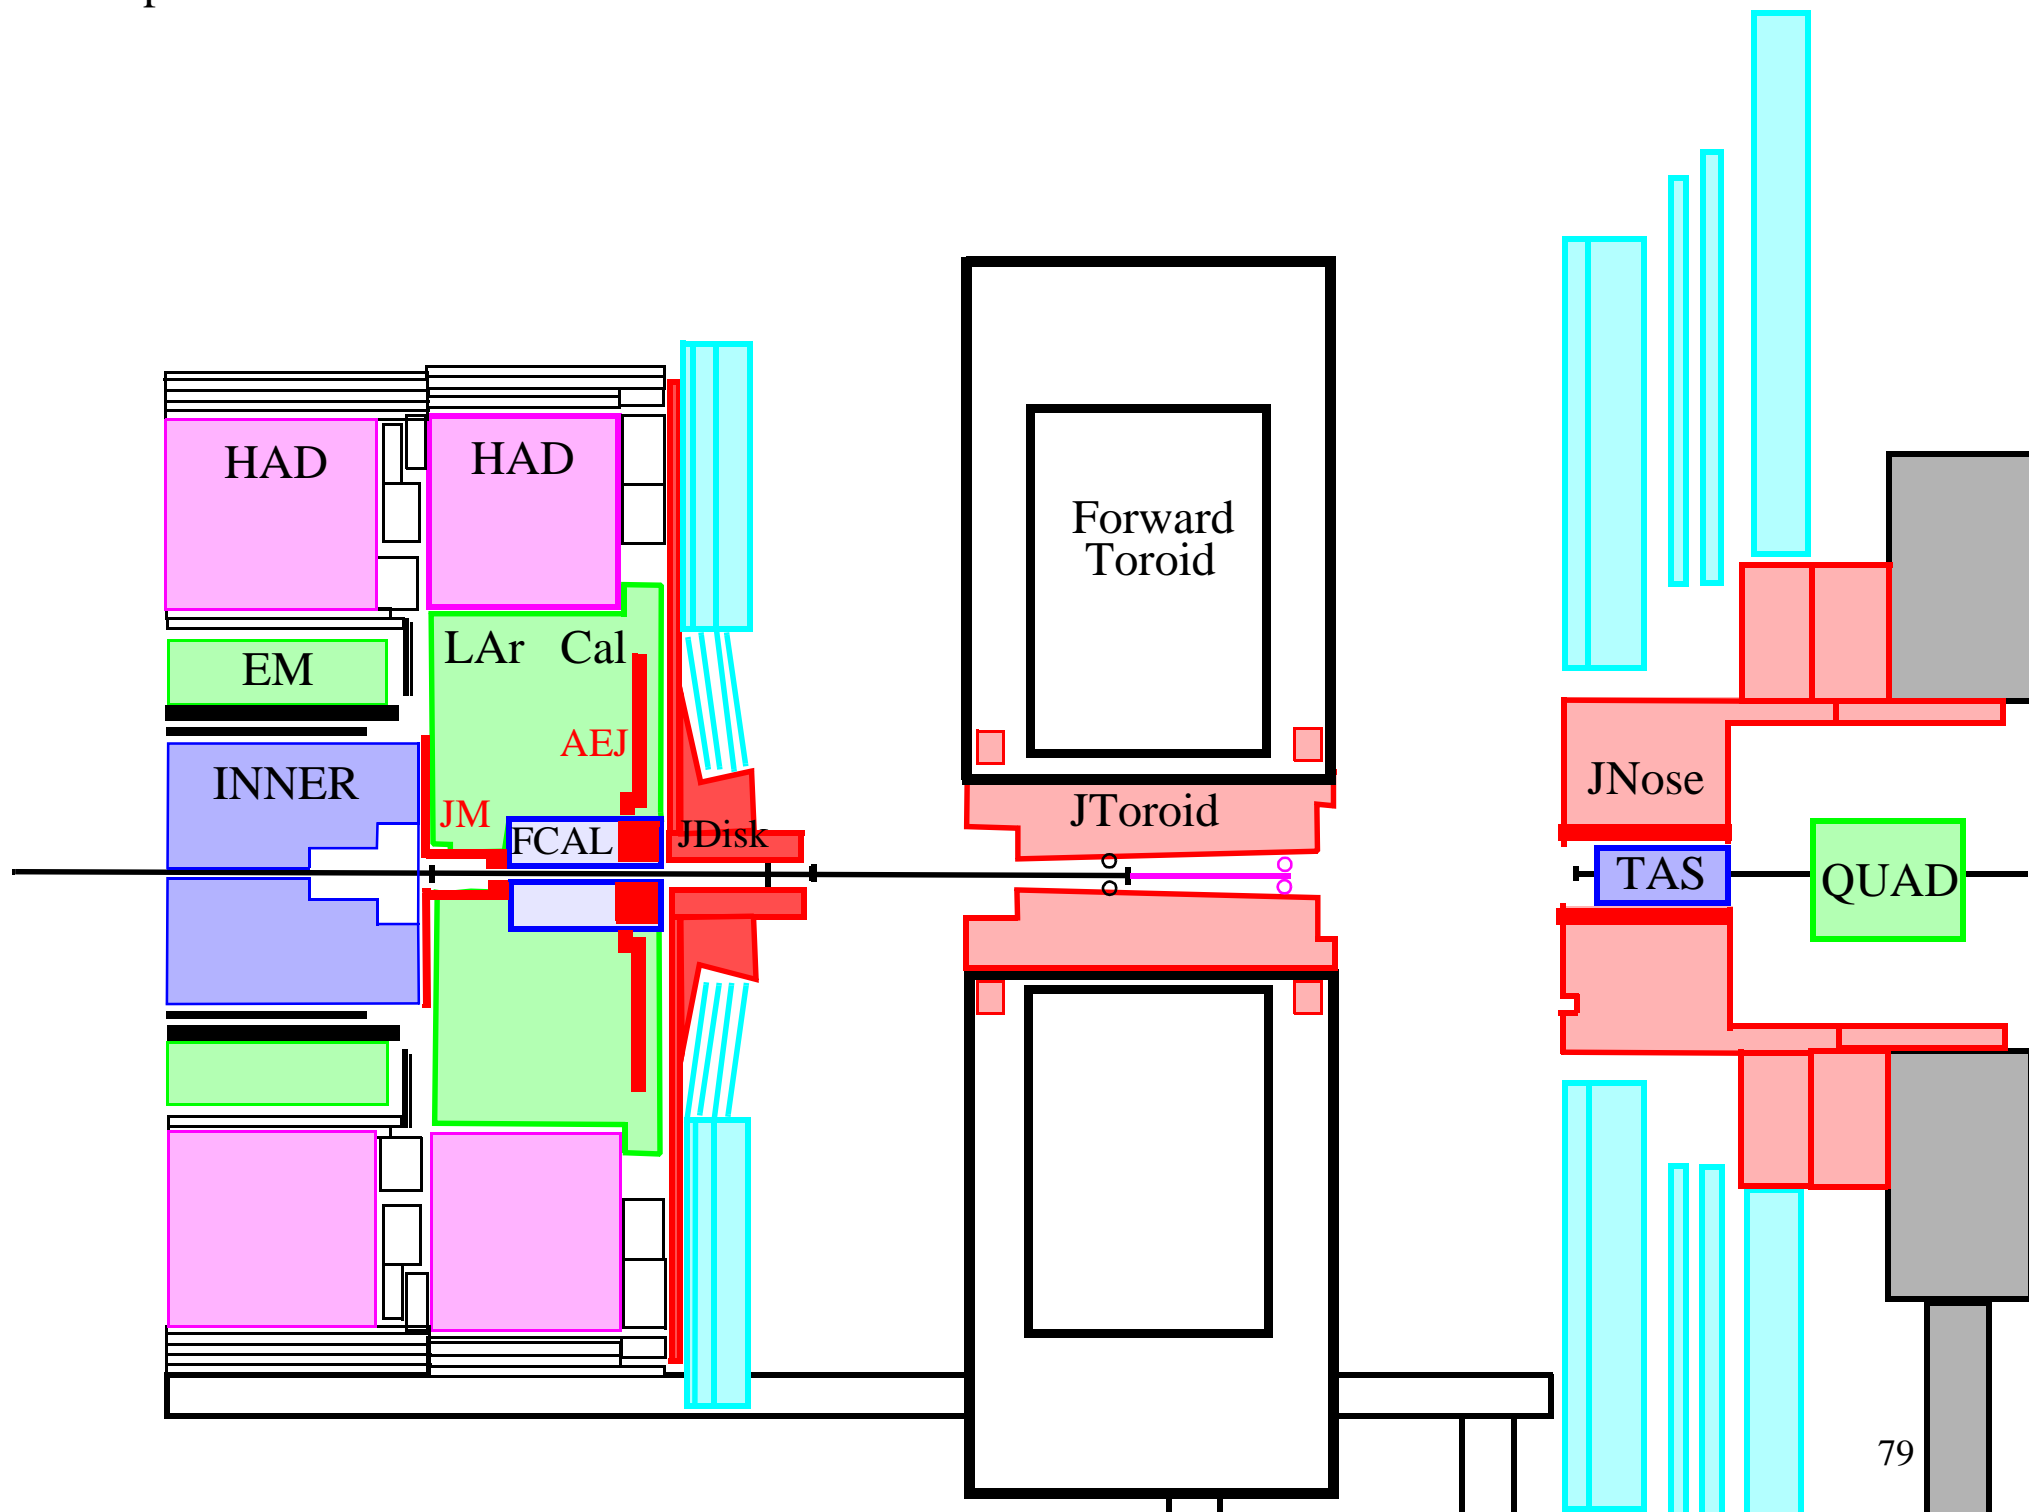 HAD
HAD
Forward
Toroid
LAr Cal
EM
AEJ
INNER
JM
FCAL
JDisk
JToroid
JNose
TAS
QUAD
79